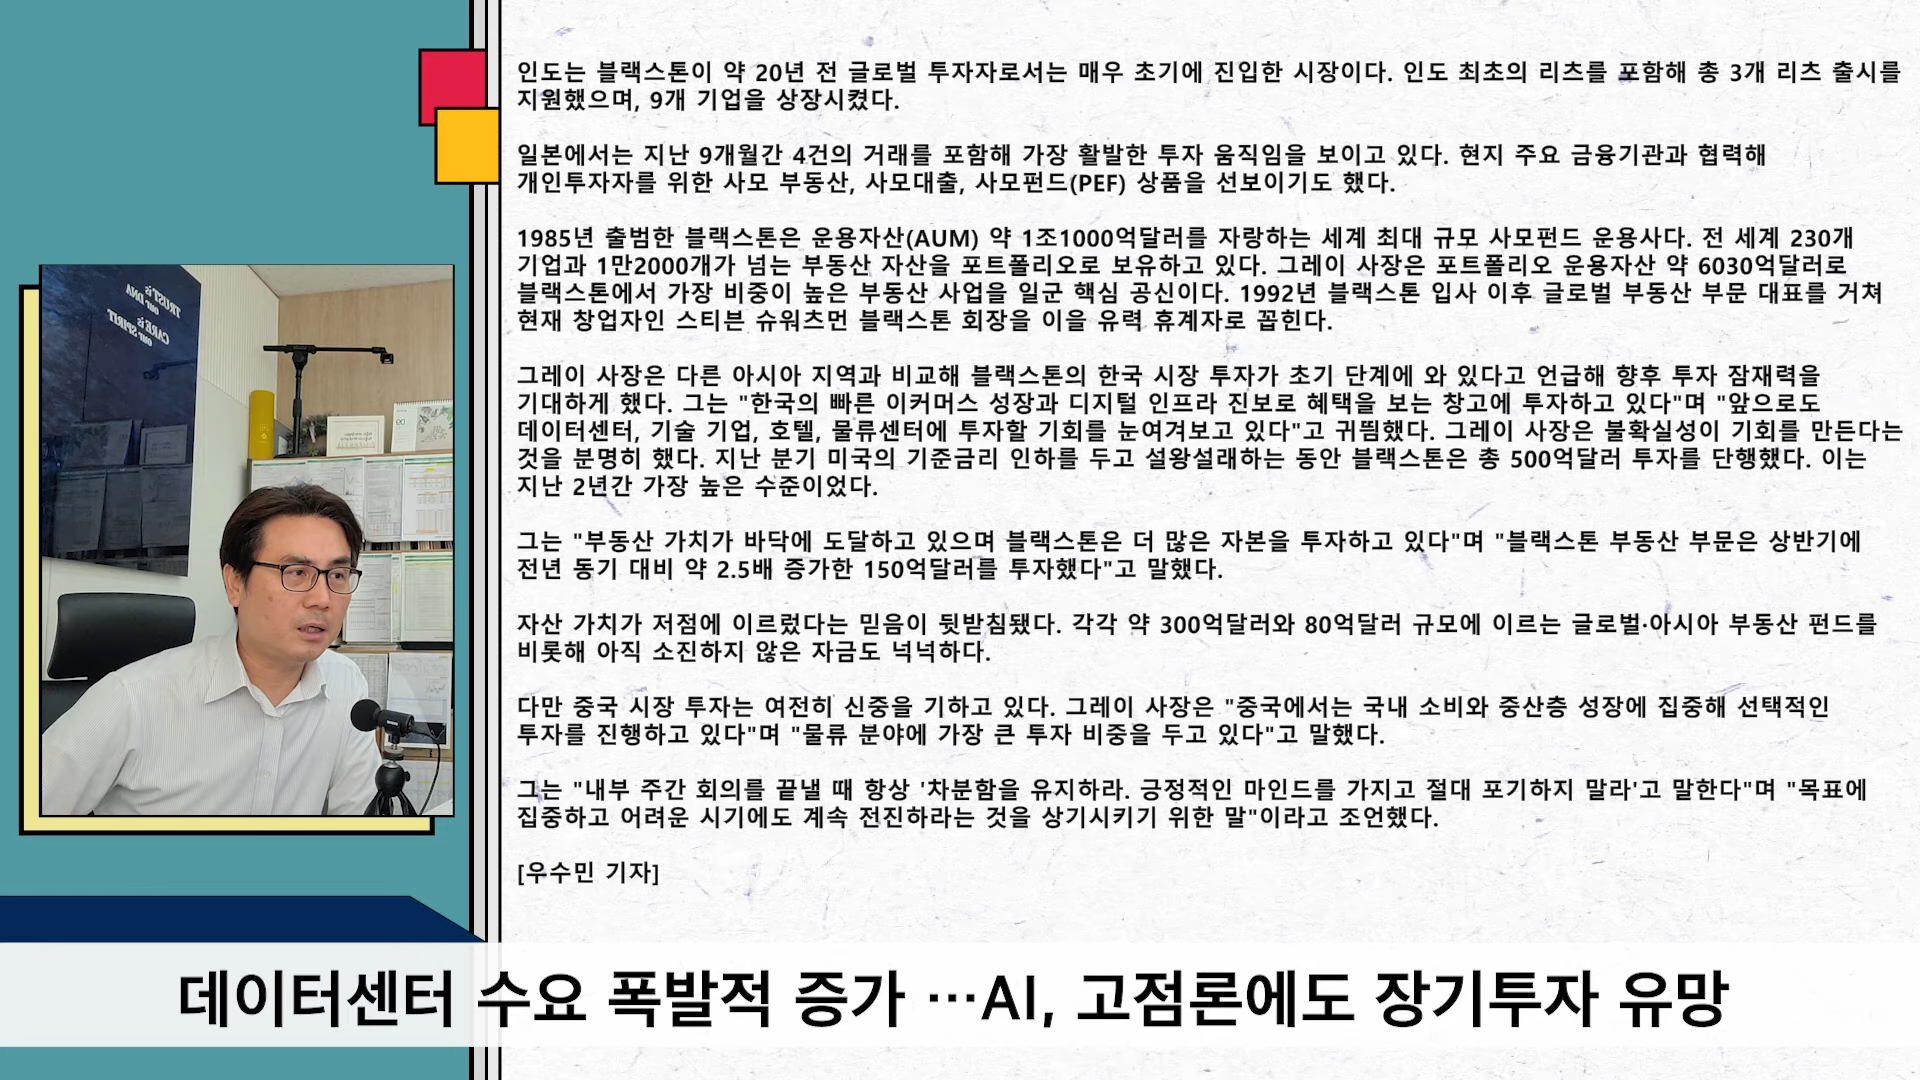 인도는 블랙스톤이 약 20년 전 글로벌 투자자로서는 매우 초기에 진입한 시장이다. 인도 최초의 리츠를 포함해 총 3개 리츠 출시를
지원했으며, 9개 기업을 상장시켰다.
일본에서는 지난 9개월간 4건의 거래를 포함해 가장 활발한 투자 움직임을 보이고 있다. 현지 주요 금융기관과 협력해
개인투자자를 위한 사모 부동산, 사모대출, 사모펀드(PEF) 상품을 선보이기도 했다.
1985년 출범한 블랙스톤은 운용자산(AUM) 약 1조1000억달러를 자랑하는 세계 최대 규모 사모펀드 운용사다. 전 세계 230개
기업과 1만2000개가 넘는 부동산 자산을 포트폴리오로 보유하고 있다. 그레이 사장은 포트폴리오 운용자산 약 6030억달러로
블랙스톤에서 가장 비중이 높은 부동산 사업을 일군 핵심 공신이다. 1992년 블랙스톤 입사 이후 글로벌 부동산 부문 대표를 거쳐
현재 창업자인 스티븐 슈워츠먼 블랙스톤 회장을 이을 유력 휴계자로 꼽힌다.
그레이 사장은 다른 아시아 지역과 비교해 블랙스톤의 한국 시장 투자가 초기 단계에 와 있다고 언급해 향후 투자 잠재력을
기대하게 했다. 그는 "한국의 빠른 이커머스 성장과 디지털 인프라 진보로 혜택을 보는 창고에 투자하고 있다"며 "앞으로도
데이터센터, 기술 기업, 호텔, 물류센터에 투자할 기회를 눈여겨보고 있다"고 귀띔했다. 그레이 사장은 불확실성이 기회를 만든다는
것을 분명히 했다. 지난 분기 미국의 기준금리 인하를 두고 설왕설래하는 동안 블랙스톤은 총 500억달러 투자를 단행했다. 이는
지난 2년간 가장 높은 수준이었다.
그는 "부동산 가치가 바닥에 도달하고 있으며 블랙스톤은 더 많은 자본을 투자하고 있다"며 "블랙스톤 부동산 부문은 상반기에
전년 동기 대비 약 2.5배 증가한 150억달러를 투자했다"고 말했다.
자산 가치가 저점에 이르렀다는 믿음이 뒷받침됐다. 각각 약 300억달러와 80억달러 규모에 이르는 글로벌·아시아 부동산 펀드를
비롯해 아직 소진하지 않은 자금도 넉넉하다.
다만 중국 시장 투자는 여전히 신중을 기하고 있다. 그레이 사장은 "중국에서는 국내 소비와 중산층 성장에 집중해 선택적인
투자를 진행하고 있다"며 "물류 분야에 가장 큰 투자 비중을 두고 있다"고 말했다.
그는 "내부 주간 회의를 끝낼 때 항상 '차분함을 유지하라. 긍정적인 마인드를 가지고 절대 포기하지 말라'고 말한다"며 "목표에
집중하고 어려운 시기에도 계속 전진하라는 것을 상기시키기 위한 말"이라고 조언했다.
[우수민 기자]
TRUST is
our DNA
CARE is
our SPIRIT
데이터센터 수요 폭발적 증가 …AI, 고점론에도 장기투자 유망